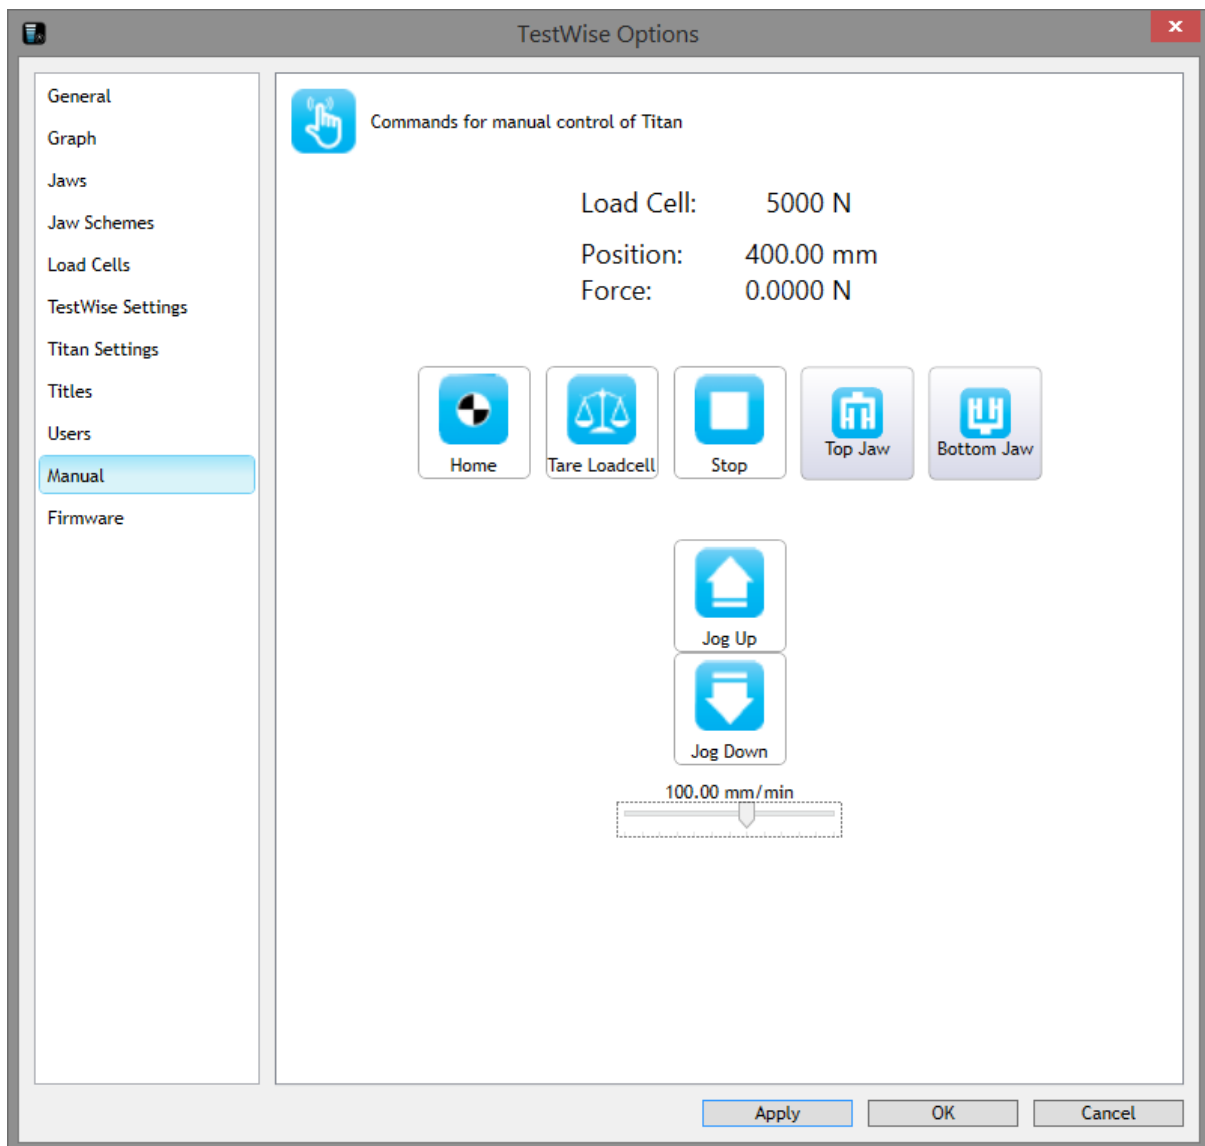 TestWise Options
General
Graph
Jaws
Jaw Schemes
Load Cells
TestWise Settings
Titan Settings
Titles
Users
Manual
Firmware
Commands for manual control of Titan
Load Cell: 5000 N
Position: 400.00 mm
Force: 0.0000 N
Home Tare Loadcell Stop Top Jaw Bottom Jaw
Jog Up
Jog Down
100.00 mm/min
Apply OK Cancel